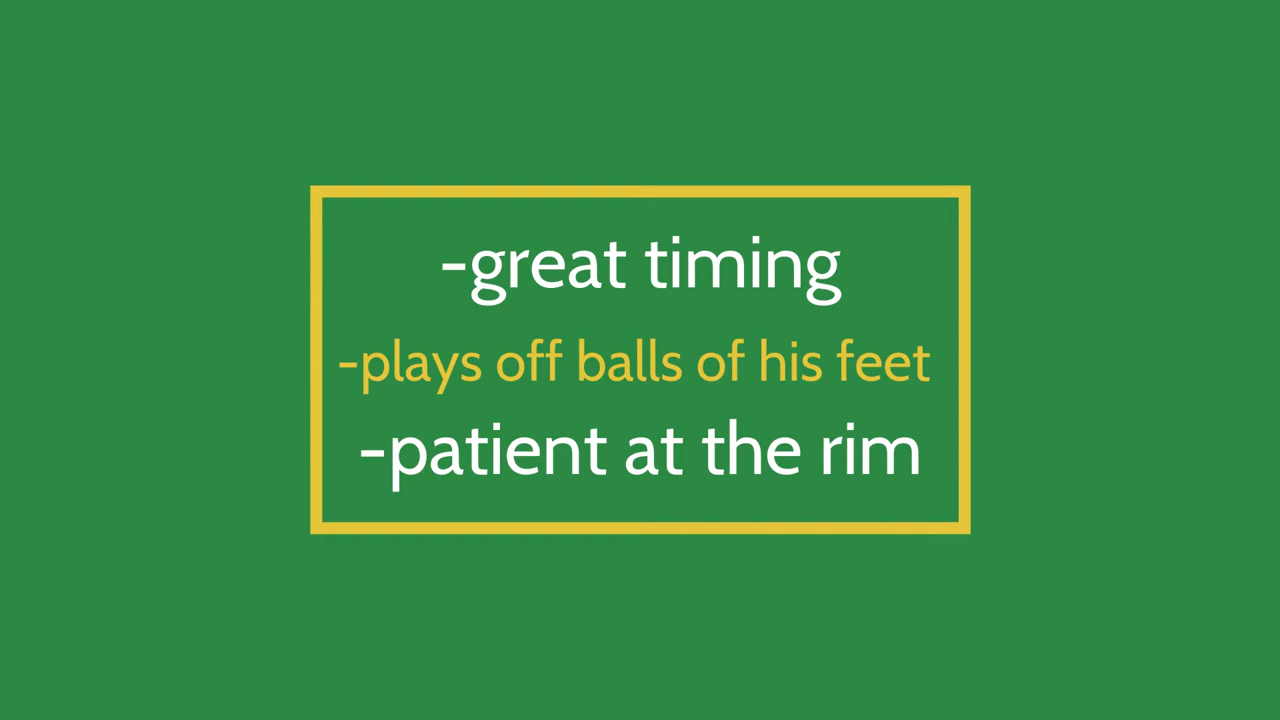 -great timing
-plays off balls of his feet
-patient at the rim